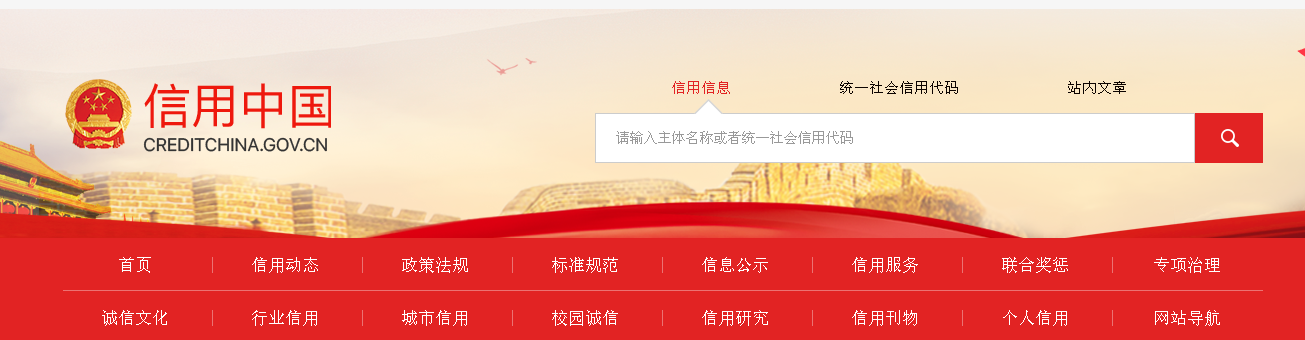 信用中国
CREDITCHINA.GOV.CN
信用信息 统一社会信用代码 站内文章
请输入主体名称或者统一社会信用代码
首页 信用动态 政策法规 标准规范 信息公示 信用服务 联合奖惩 专项治理
诚信文化 行业信用 城市信用 校园诚信 信用研究 信用刊物 个人信用 网站导航